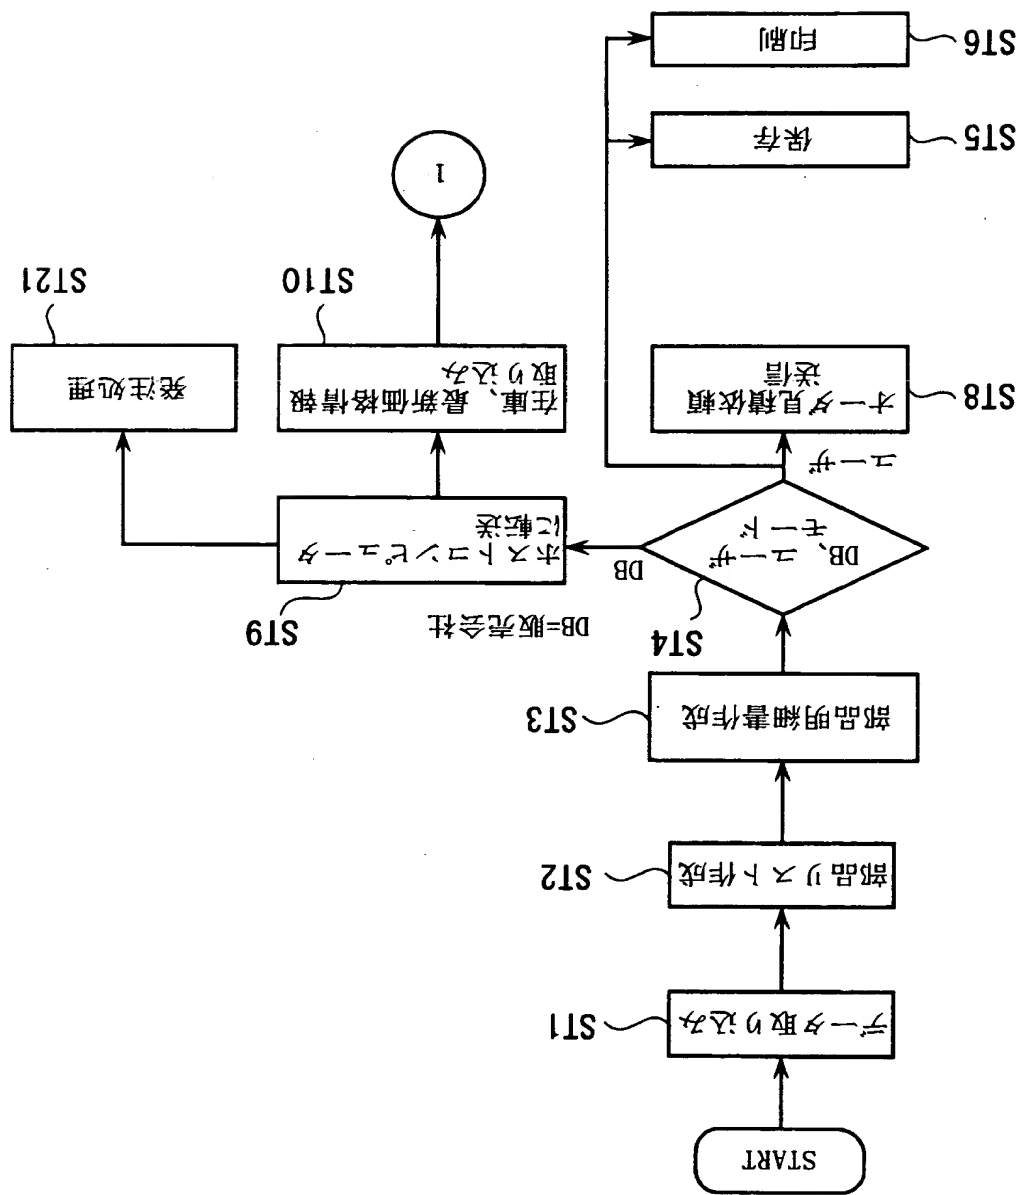 START
データ取り込み
ST1
部品リスト作成
ST2
部品明細書作成
ST3
DB、ユーザ
モード
ST4
DB
DB=販売会社
ホストコンピュータ
に転送
ST9
ユーザ
オーダ見積依頼
送信
ST8
在庫、最新価格情報
取り込み
ST10
発注処理
ST21
1
保存
ST5
印刷
ST6